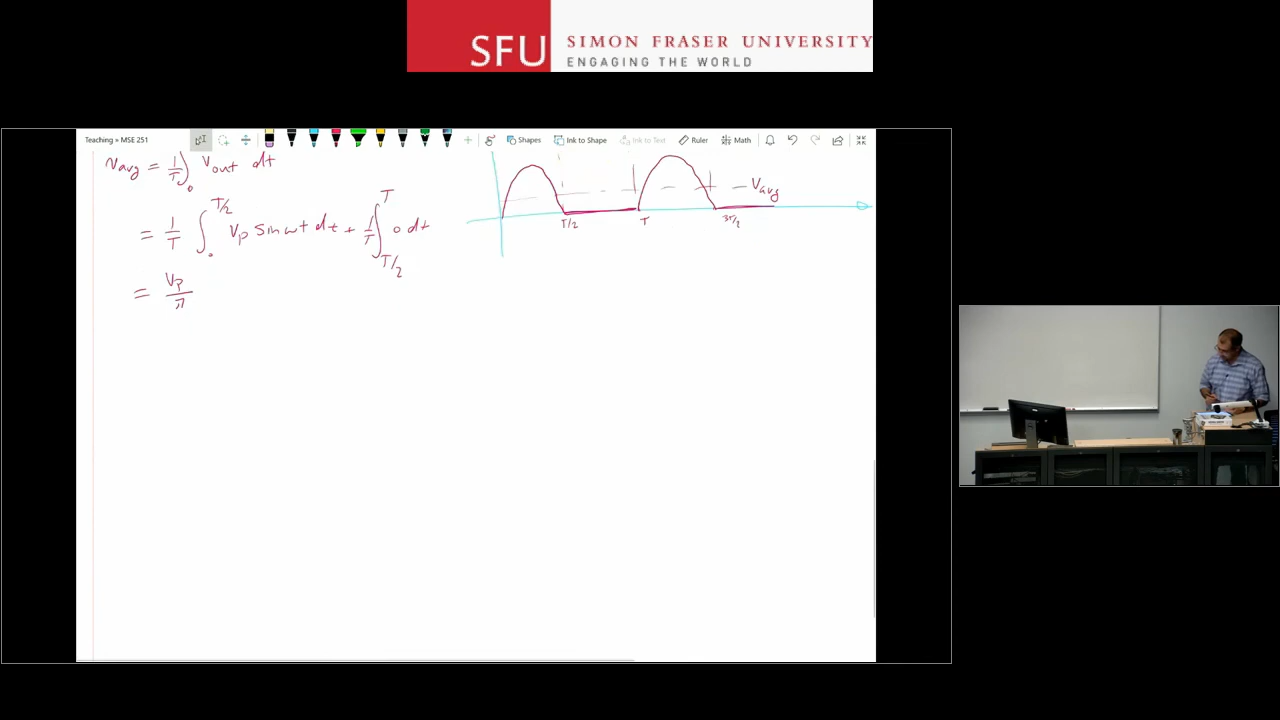 SFU SIMON FRASER UNIVERSITY
ENGAGING THE WORLD
Teaching » MSE 251
Shapes Ink to Shape Ink to Text Ruler Math
Vavg = 1/T ∫₀ Vout dt
= 1/T ∫₀^T/2 Vp Sin ωt dt + 1/T ∫_T/2^T 0 dt
= Vp/π
Vavg
T/2 T 3T/2